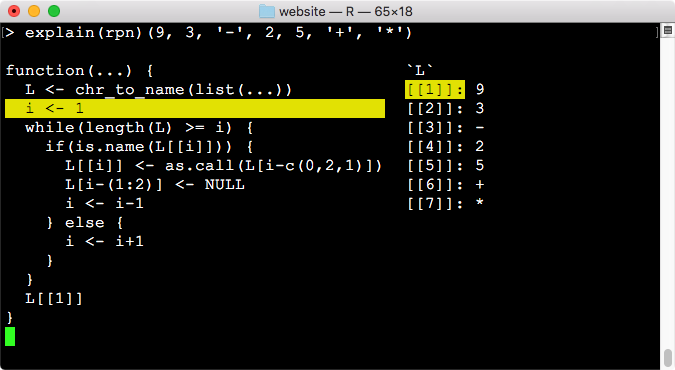 website — R — 65×18
> explain(rpn)(9, 3, '-', 2, 5, '+', '*')
function(...) { `L`
L <- chr_to_name(list(...)) [[1]]: 9
i <- 1 [[2]]: 3
while(length(L) >= i) { [[3]]: -
if(is.name(L[[i]])) { [[4]]: 2
L[[i]] <- as.call(L[i-c(0,2,1)]) [[5]]: 5
L[i-(1:2)] <- NULL [[6]]: +
i <- i-1 [[7]]: *
} else {
i <- i+1
}
}
L[[1]]
}